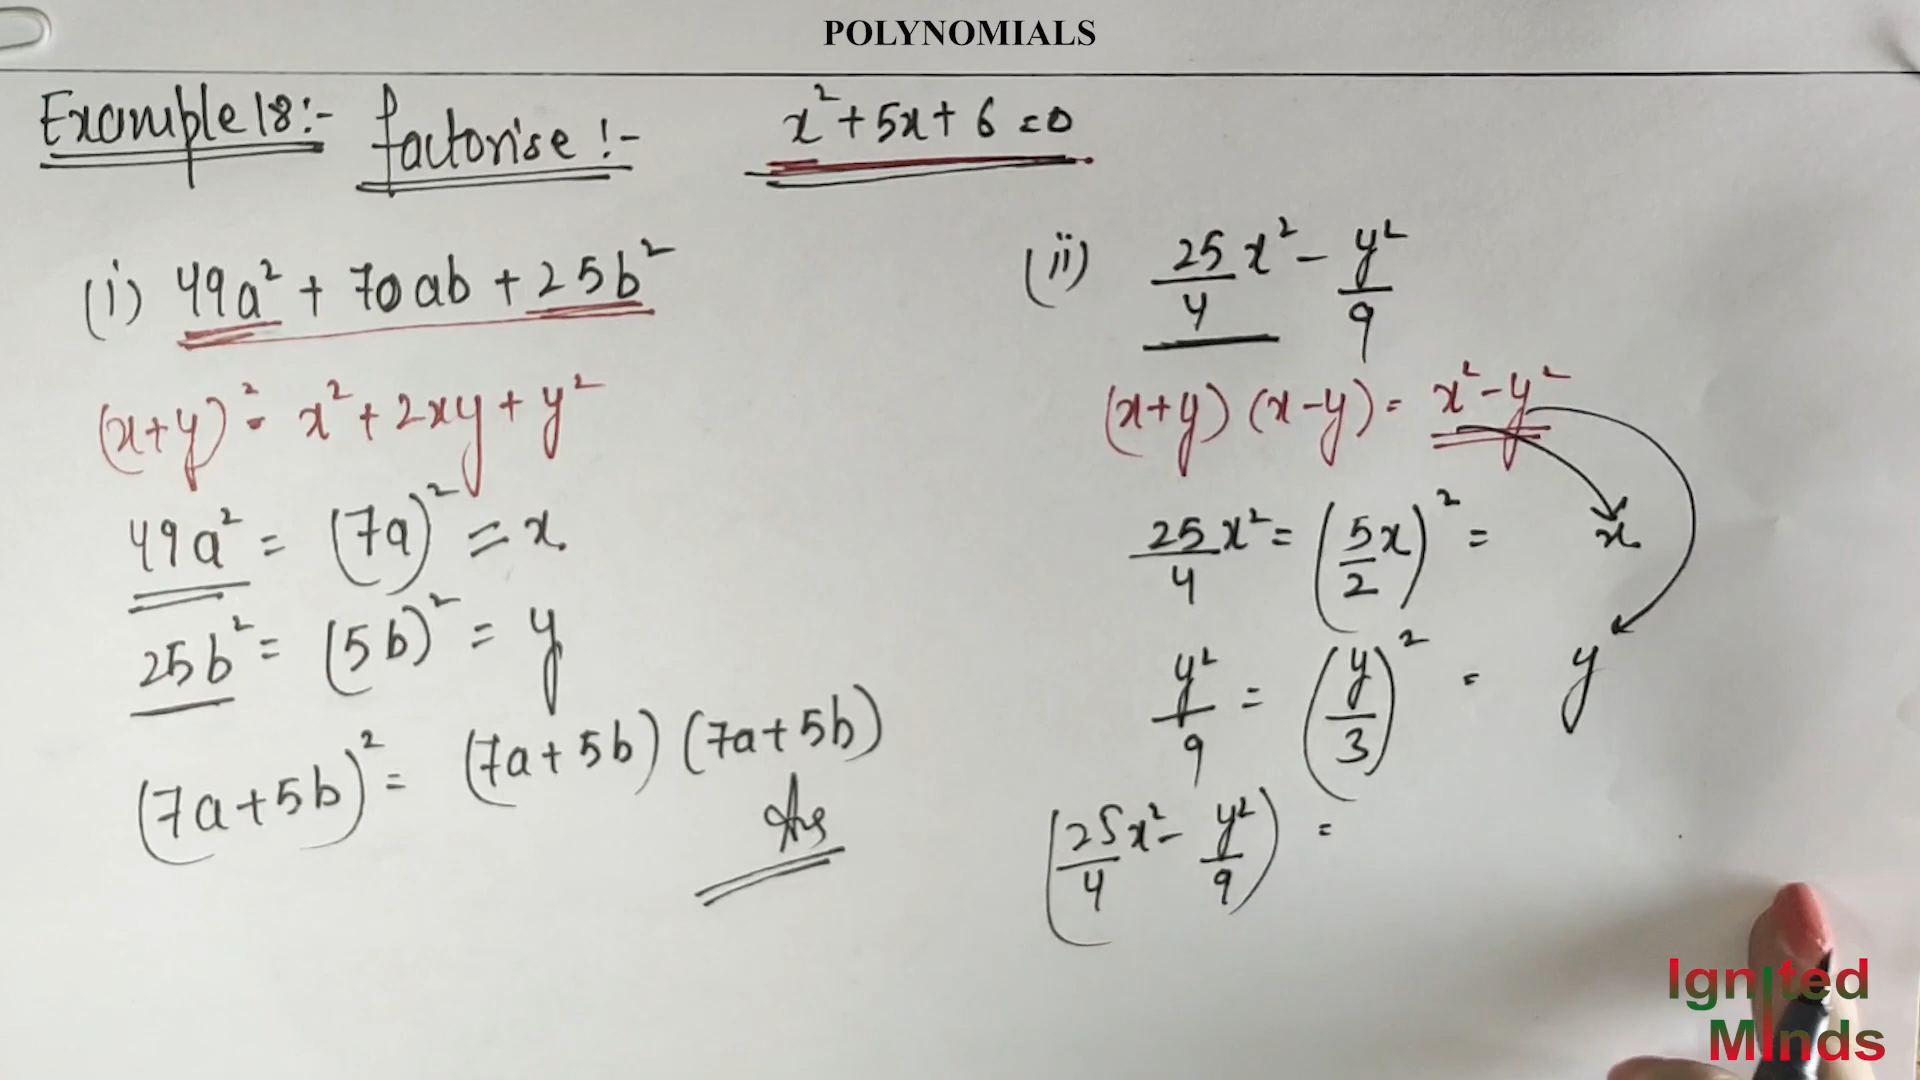 POLYNOMIALS
Example 18:- factorise :- x² + 5x + 6 = 0
(i) 49a² + 70ab + 25b²
(x+y)² = x² + 2xy + y²
49a² = (7a)² = x
25b² = (5b)² = y
(7a+5b)² = (7a+5b) (7a+5b)
Ans
(ii) 25/4 x² - y²/9
(x+y) (x-y) = x² - y²
25/4 x² = (5/2 x)² = x
y²/9 = (y/3)² = y
(25/4 x² - y²/9) =
Ignited
Minds